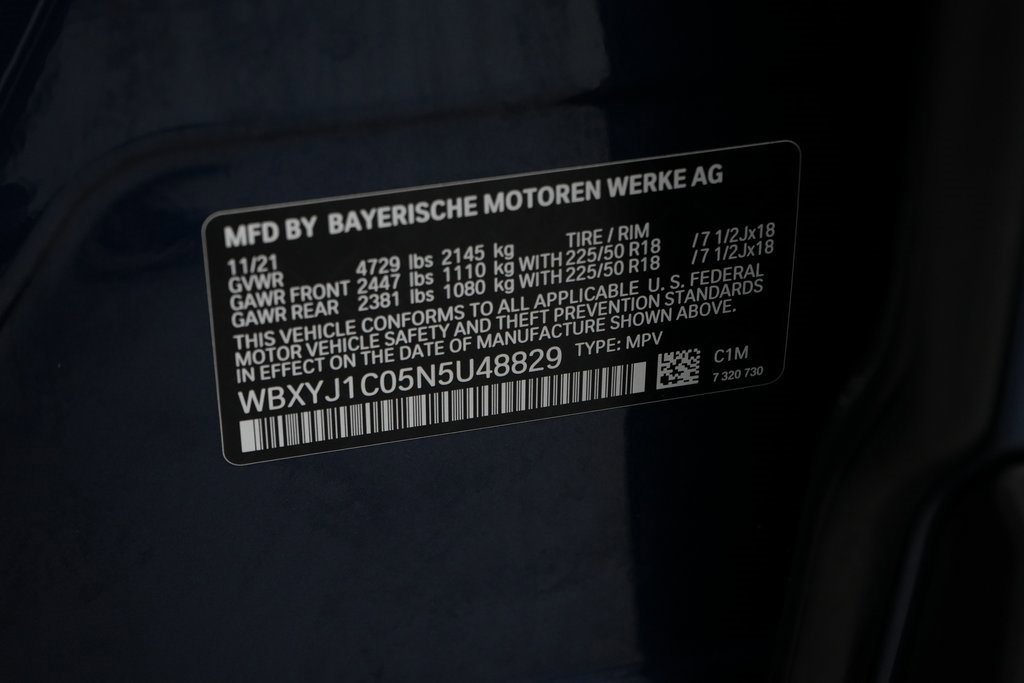 MFD BY BAYERISCHE MOTOREN WERKE AG
11/21 TIRE / RIM
GVWR 4729 lbs 2145 kg
GAWR FRONT 2447 lbs 1110 kg WITH 225/50 R18 /7 1/2Jx18
GAWR REAR 2381 lbs 1080 kg WITH 225/50 R18 /7 1/2Jx18
THIS VEHICLE CONFORMS TO ALL APPLICABLE U. S. FEDERAL
MOTOR VEHICLE SAFETY AND THEFT PREVENTION STANDARDS
IN EFFECT ON THE DATE OF MANUFACTURE SHOWN ABOVE.
WBXYJ1C05N5U48829 TYPE: MPV
C1M
7 320 730